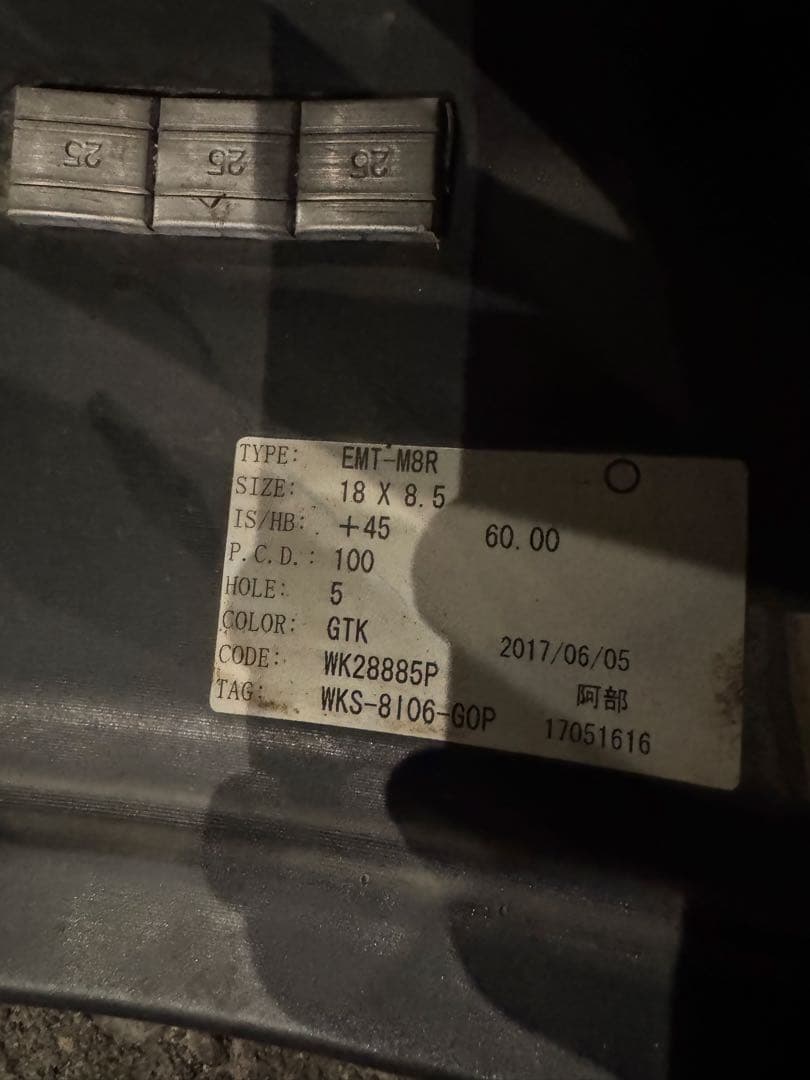 25 25 25
TYPE: EMT-M8R
SIZE: 18 X 8.5
IS/HB: +45 60.00
P.C.D.: 100
HOLE: 5
COLOR: GTK 2017/06/05
CODE: WK28885P 阿部
TAG: WKS-8I06-GOP 17051616